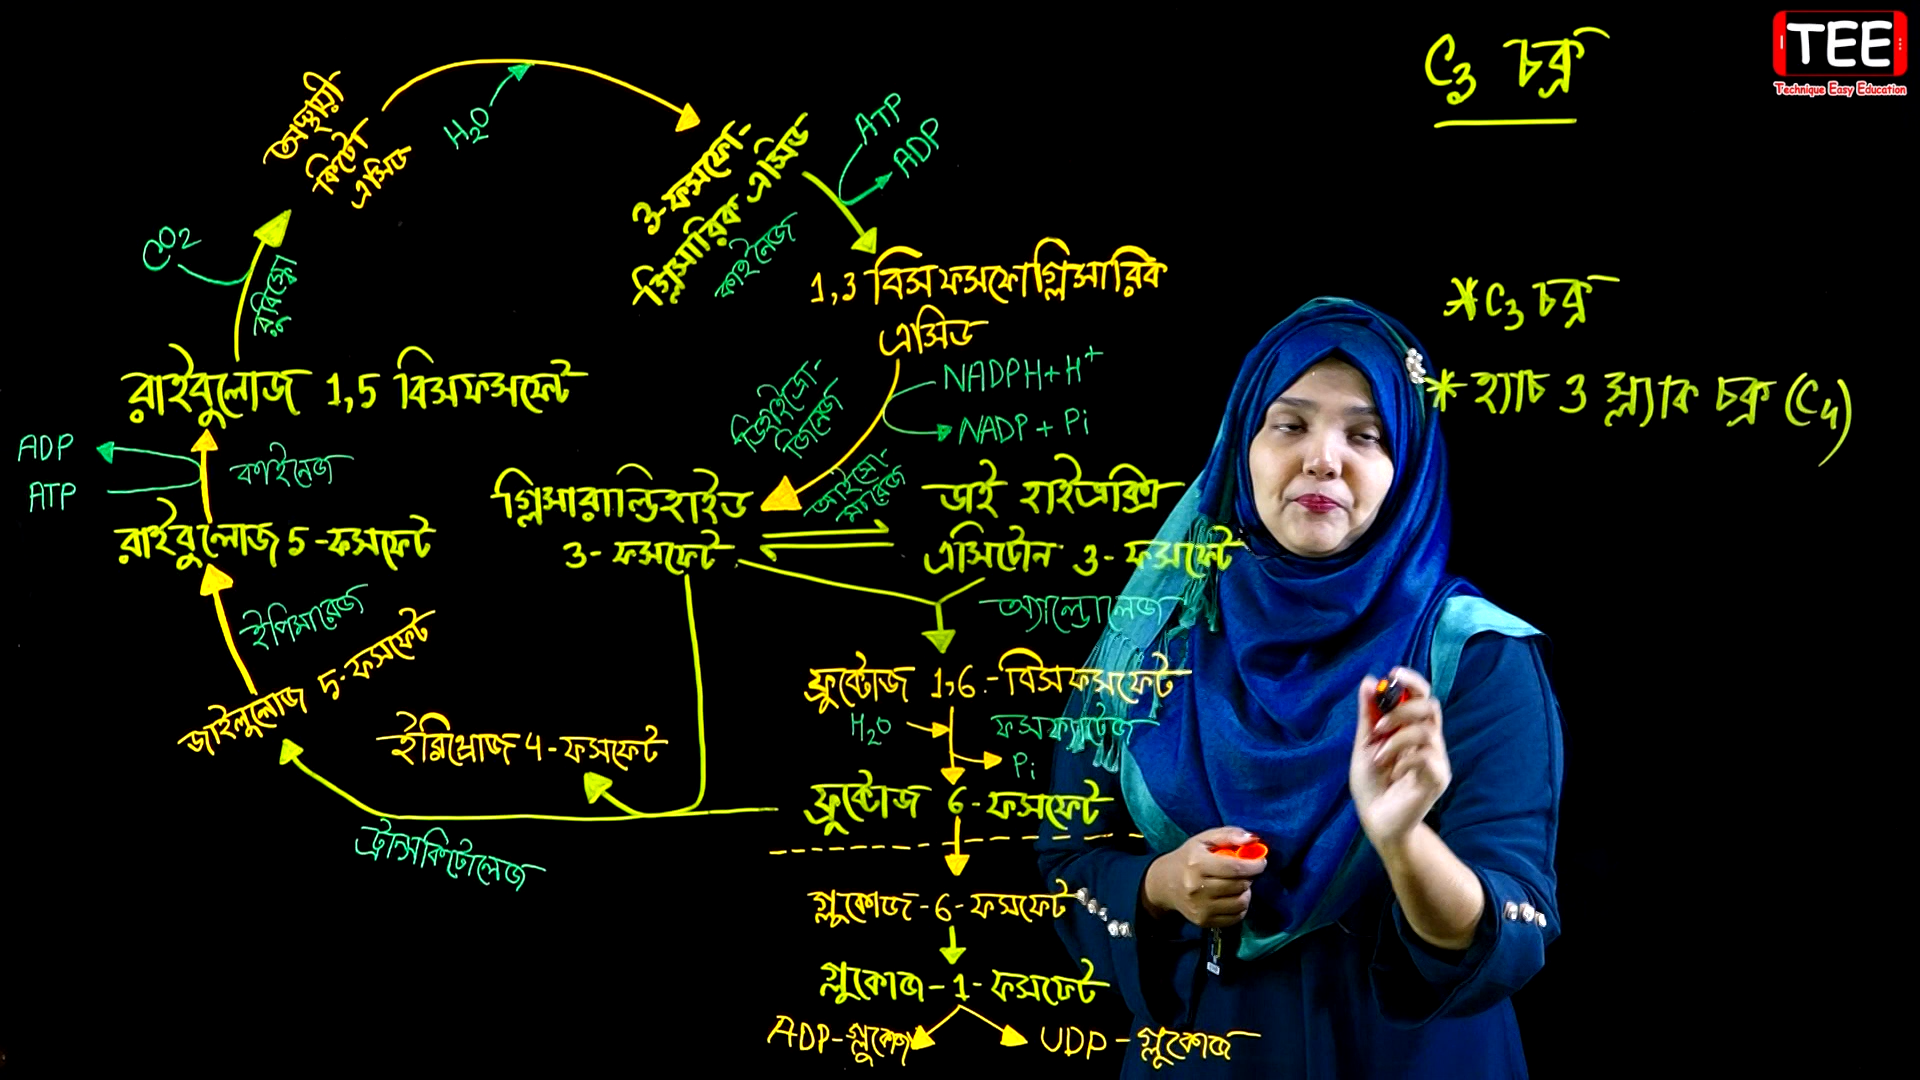 C3 চক্র
TEE
Technique Easy Education
অস্থায়ী
কিটো
এসিড
H2O
3-ফসফো-
গ্লিসারিক এসিড
কাইনেজ
ATP
ADP
CO2
রুবিস্কো
1,3 বিসফসফোগ্লিসারিক
এসিড
NADPH+H+
NADP + Pi
ডিহাইড্রো-
জিনেজ
* C3 চক্র
* হ্যাচ 3 স্ল্যাক চক্র (C4)
রাইবুলোজ 1,5 বিসফসফেট
ADP
ATP
কাইনেজ
রাইবুলোজ 5-ফসফেট
গ্লিসারাল্ডিহাইড
3-ফসফেট
আইসো-
মারেজ
ডাই হাইড্রক্সি
এসিটোন 3-ফসফেট
অ্যাল্ডোলেজ
ইপিমারেজ
জাইলুলোজ 5-ফসফেট
ইরিথ্রোজ 4-ফসফেট
ট্রান্সকিটোলেজ
ফ্রুক্টোজ 1,6-বিসফসফেট
H2O
ফসফাটেজ
Pi
ফ্রুক্টোজ 6-ফসফেট
গ্লুকোজ-6-ফসফেট
গ্লুকোজ-1-ফসফেট
ADP-গ্লুকোজ
UDP-গ্লুকোজ